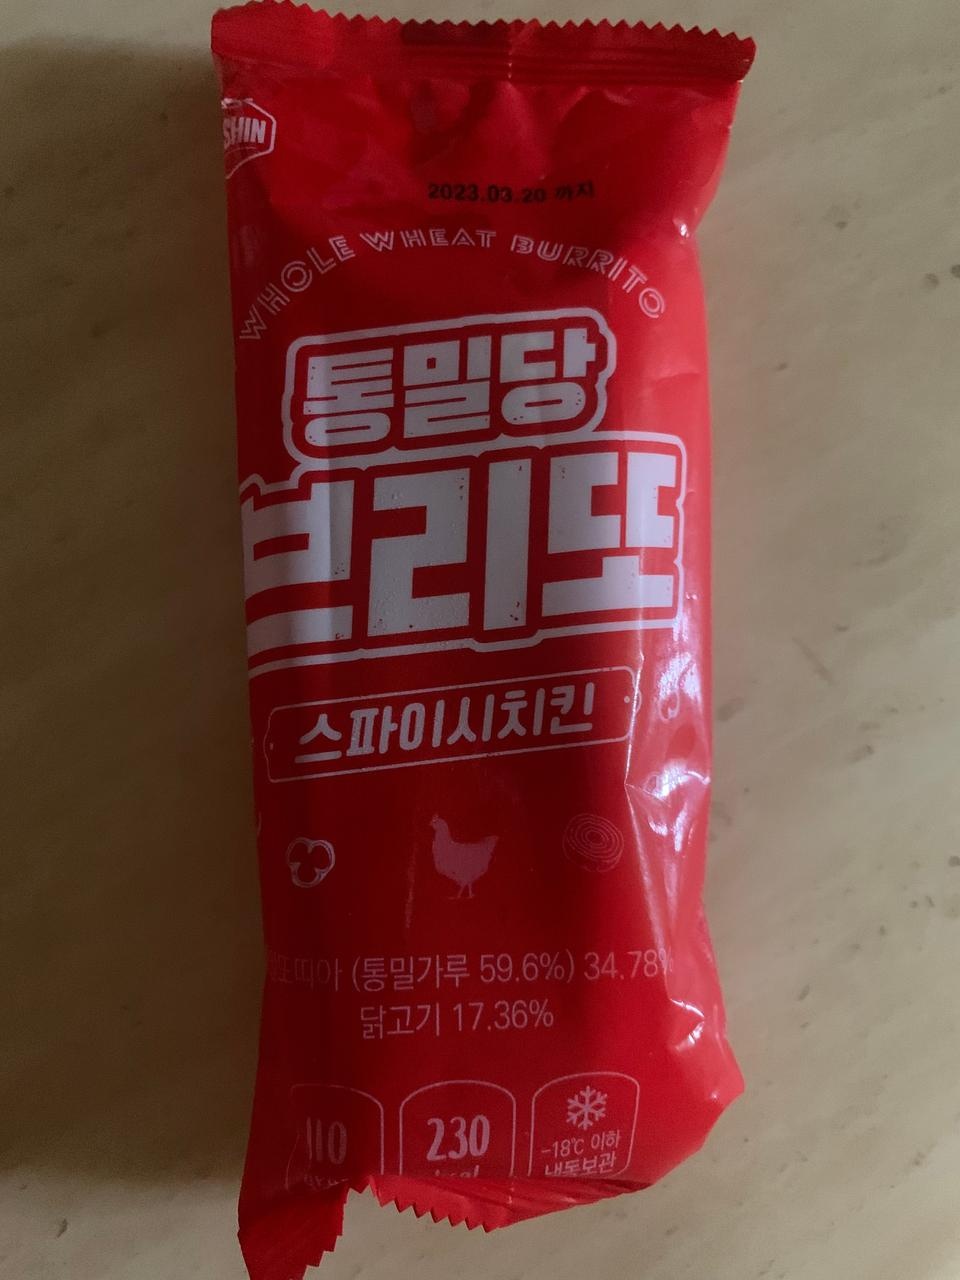 SHIN
2023.03.20 까지
WHOLE WHEAT BURRITO
통밀당
브리또
스파이시치킨
(통밀가루 59.6%) 34.78%
닭고기 17.36%
110
230
-18℃ 이하
냉동보관